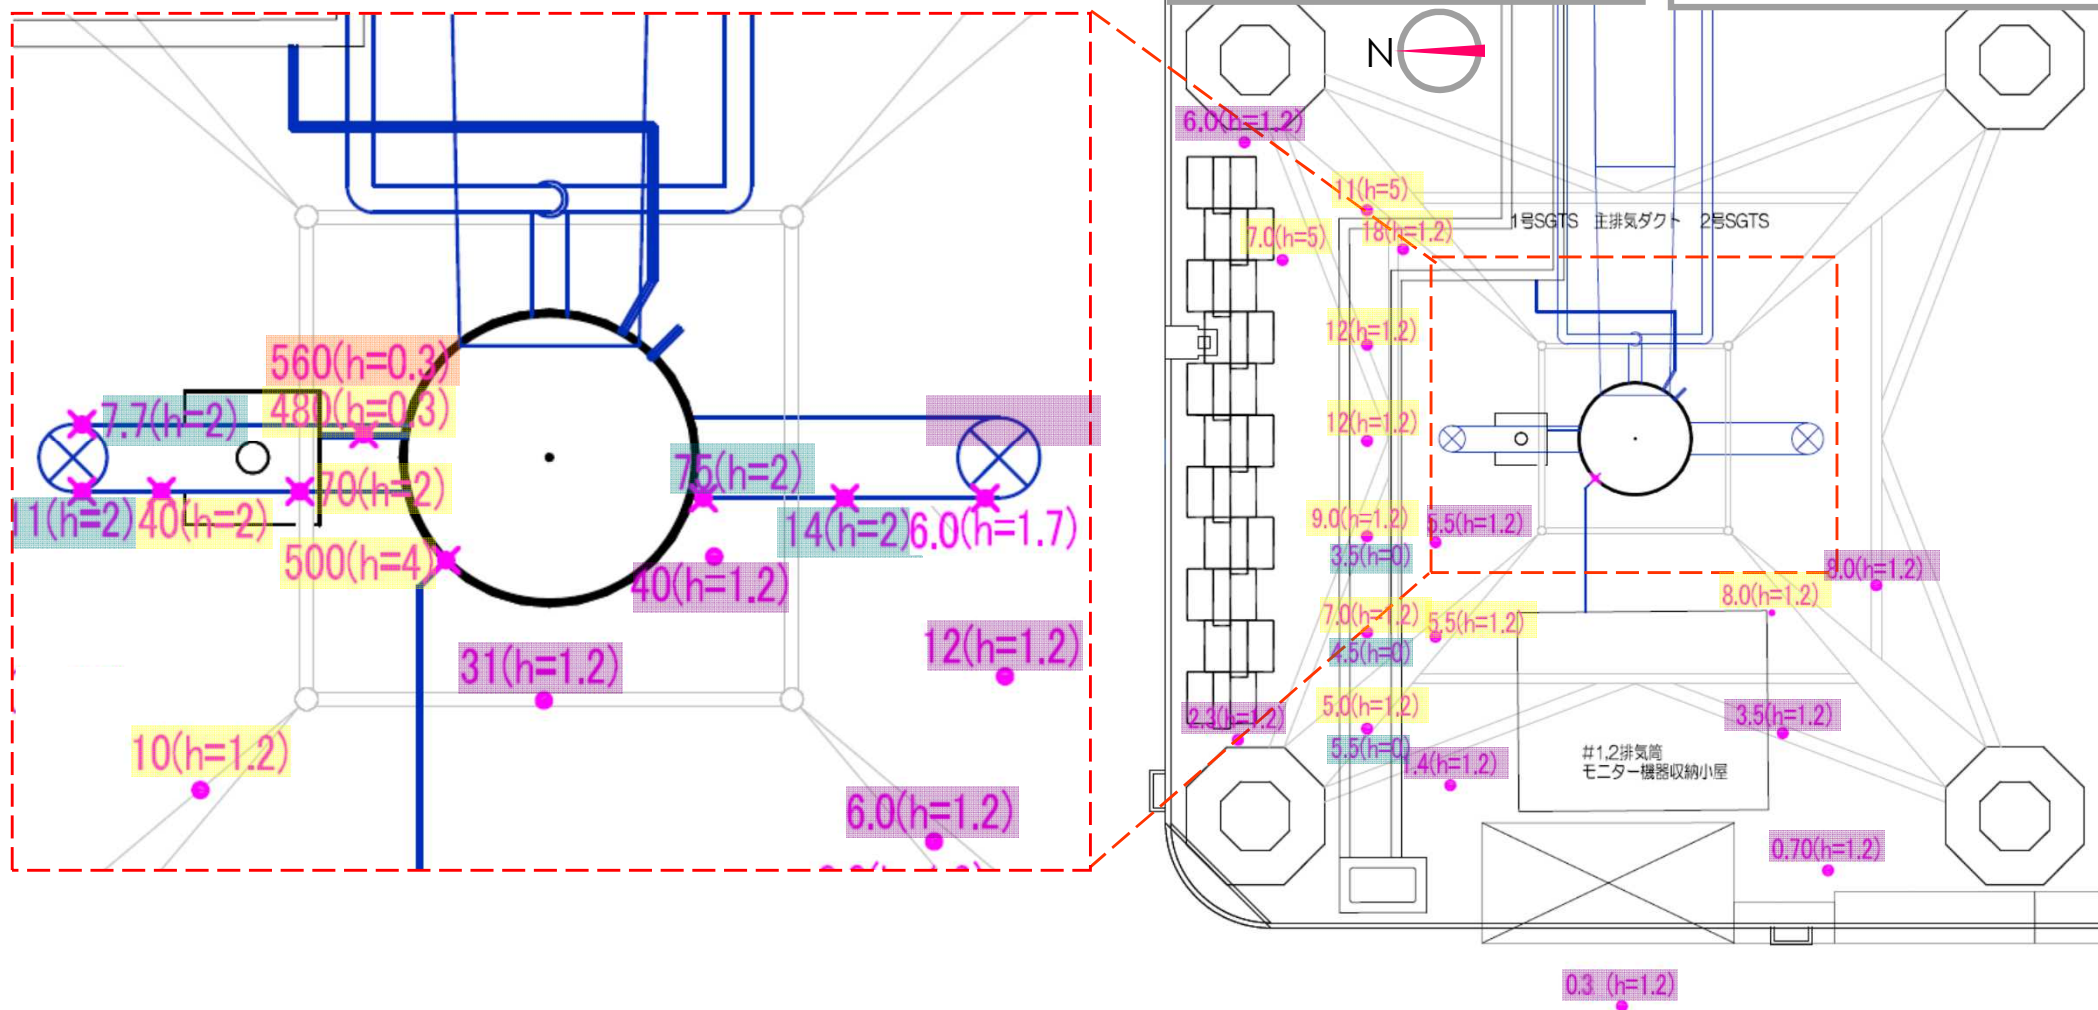 560(h=0.3)
480(h=0.3)
7.7(h=2)
70(h=2)
11(h=2)
40(h=2)
500(h=4)
75(h=2)
14(h=2)
6.0(h=1.7)
40(h=1.2)
31(h=1.2)
12(h=1.2)
10(h=1.2)
6.0(h=1.2)
N
6.0(h=1.2)
11(h=5)
7.0(h=5)
18(h=1.2)
1号SGTS 主排気ダクト 2号SGTS
12(h=1.2)
12(h=1.2)
9.0(h=1.2)
5.5(h=1.2)
3.5(h=0)
8.0(h=1.2)
8.0(h=1.2)
7.0(h=1.2)
5.5(h=1.2)
4.5(h=0)
5.0(h=1.2)
2.3(h=1.2)
3.5(h=1.2)
5.5(h=0)
1.4(h=1.2)
#1,2排気筒
モニター機器収納小屋
0.70(h=1.2)
0.3 (h=1.2)